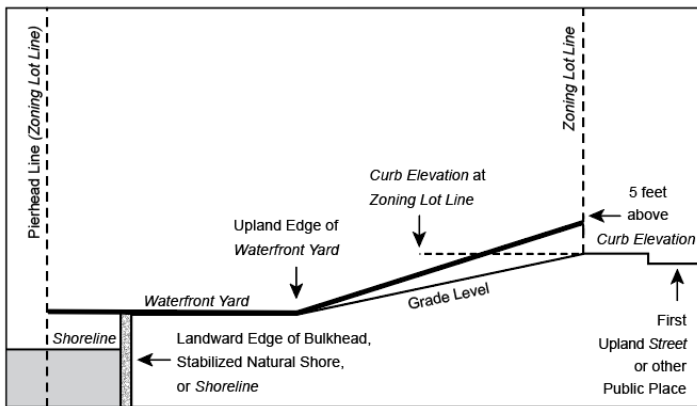 Pierhead Line (Zoning Lot Line)
Zoning Lot Line
Curb Elevation at
Zoning Lot Line
5 feet
above
Curb Elevation
Upland Edge of
Waterfront Yard
Waterfront Yard
Grade Level
Shoreline
Landward Edge of Bulkhead,
Stabilized Natural Shore,
or Shoreline
First
Upland Street
or other
Public Place